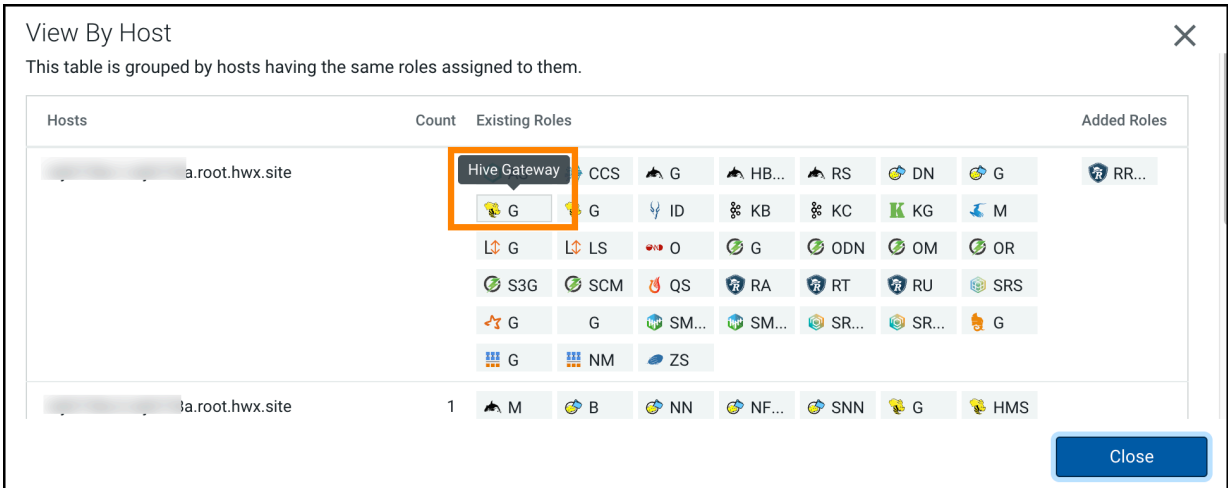 View By Host
This table is grouped by hosts having the same roles assigned to them.
Hosts Count Existing Roles Added Roles
Hive Gateway
a.root.hwx.site CCS G HB... RS DN G RR...
G G ID KB KC KG M
G LS O G ODN OM OR
S3G SCM QS RA RT RU SRS
G G SM... SM... SR... SR... G
G NM ZS
a.root.hwx.site 1 M B NN NF... SNN G HMS
Close